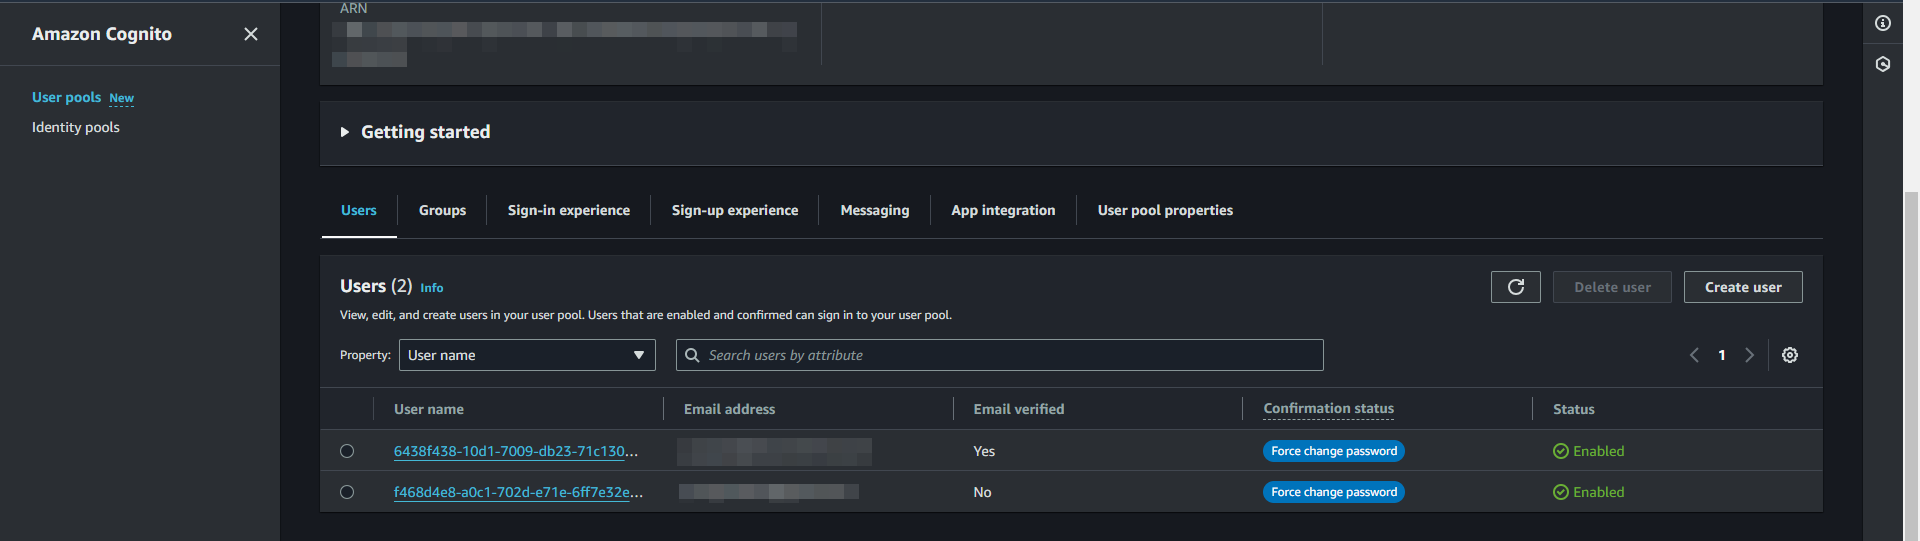 Amazon Cognito
User pools New
Identity pools
ARN
Getting started
Users Groups Sign-in experience Sign-up experience Messaging App integration User pool properties
Users (2) Info
Delete user Create user
View, edit, and create users in your user pool. Users that are enabled and confirmed can sign in to your user pool.
Property: User name Search users by attribute 1
User name Email address Email verified Confirmation status Status
6438f438-10d1-7009-db23-71c130... Yes Force change password Enabled
f468d4e8-a0c1-702d-e71e-6ff7e32e... No Force change password Enabled